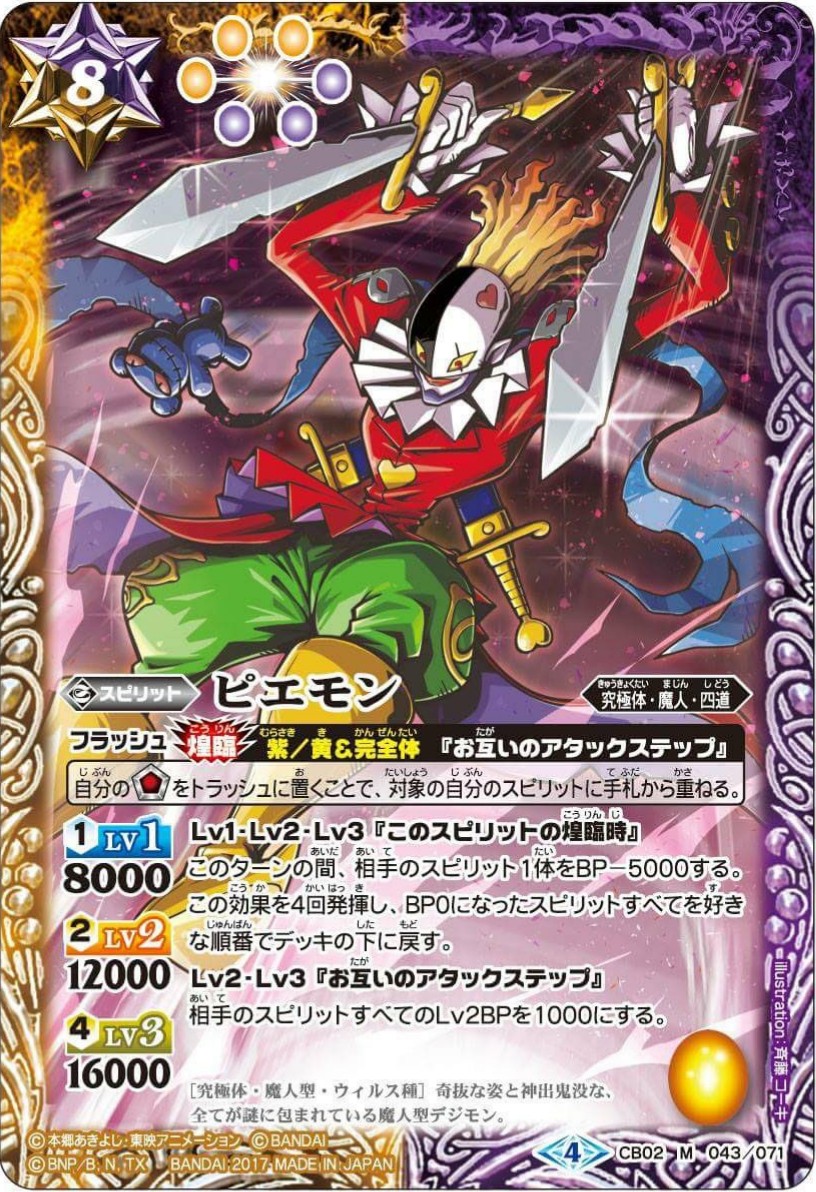 8
スピリット ピエモン 究極体・魔人・四道
フラッシュ 煌臨 紫／黄&完全体 『お互いのアタックステップ』
自分の をトラッシュに置くことで、対象の自分のスピリットに手札から重ねる。
1 LV1
8000
2 LV2
12000
4 LV3
16000
Lv1・Lv2・Lv3『このスピリットの煌臨時』
このターンの間、相手のスピリット1体をBP－5000する。
この効果を4回発揮し、BP0になったスピリットすべてを好き
な順番でデッキの下に戻す。
Lv2・Lv3『お互いのアタックステップ』
相手のスピリットすべてのLv2BPを1000にする。
［究極体・魔人型・ウィルス種］奇抜な姿と神出鬼没な、
全てが謎に包まれている魔人型デジモン。
illustration:斉藤コーキ
©本郷あきよし・東映アニメーション ©BANDAI
©BNP/B, N, TX BANDAI 2017 MADE IN JAPAN
4 CB02 M 043/071